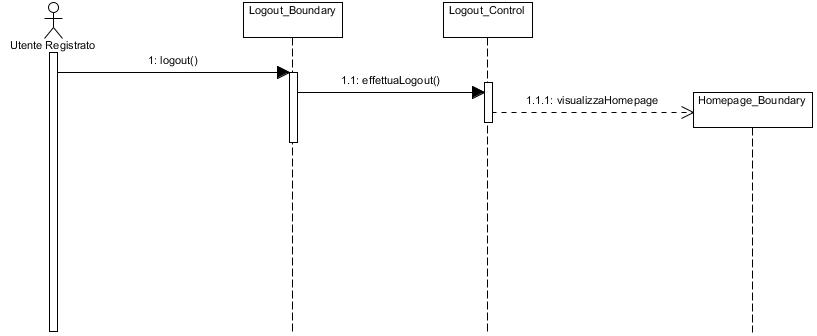 Logout_Boundary
Logout_Control
Utente Registrato
1: logout()
1.1: effettuaLogout()
1.1.1: visualizzaHomepage
Homepage_Boundary